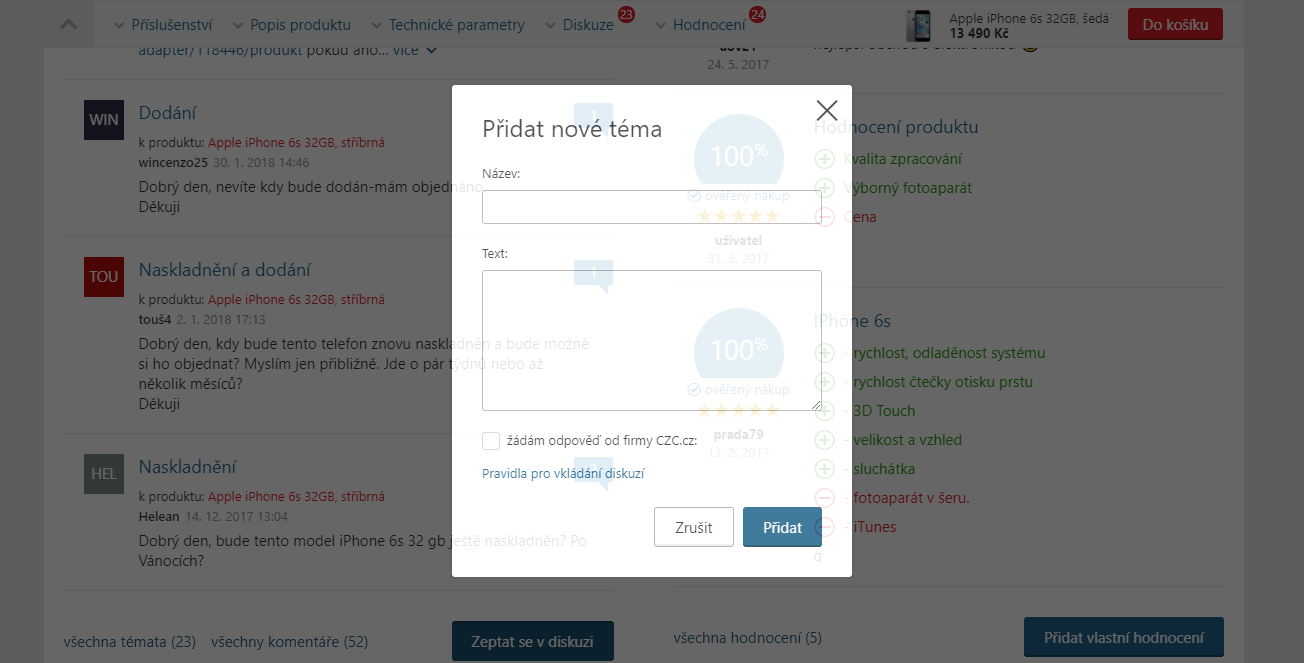 Příslušenství
Popis produktu
Technické parametry
Diskuze 23
Hodnocení 24
Apple iPhone 6s 32GB, šedá
13 490 Kč
Do košíku
adapter/118446/produkt pokud ano... více
24. 5. 2017
WIN
Dodání
k produktu: Apple iPhone 6s 32GB, stříbrná
wincenzo25 30. 1. 2018 14:46
Dobrý den, nevíte kdy bude dodán-mám objednáno
Děkuji
1
TOU
Naskladnění a dodání
k produktu: Apple iPhone 6s 32GB, stříbrná
touš4 2. 1. 2018 17:13
Dobrý den, kdy bude tento telefon znovu naskladněn a bude možné
si ho objednat? Myslím jen přibližně. Jde o pár týdnů nebo až
několik měsíců?
Děkuji
1
HEL
Naskladnění
k produktu: Apple iPhone 6s 32GB, stříbrná
Helean 14. 12. 2017 13:04
Dobrý den, bude tento model iPhone 6s 32 gb ještě naskladněn? Po
Vánocích?
všechna témata (23)
všechny komentáře (52)
Zeptat se v diskuzi
Přidat nové téma
Název:
Text:
žádám odpověď od firmy CZC.cz:
Pravidla pro vkládání diskuzí
Zrušit
Přidat
100%
ověřený nákup
uživatel
31. 3. 2017
Hodnocení produktu
Kvalita zpracování
Výborný fotoaparát
Cena
100%
ověřený nákup
prada79
13. 2. 2017
IPhone 6s
- rychlost, odladěnost systému
- rychlost čtečky otisku prstu
- 3D Touch
- velikost a vzhled
- sluchátka
- fotoaparát v šeru.
- iTunes
q
všechna hodnocení (5)
Přidat vlastní hodnocení